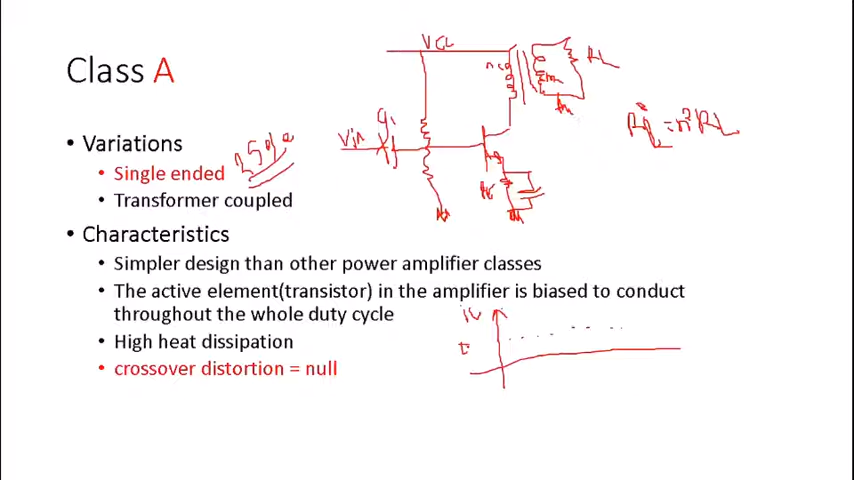 Class A
VCC
RL
Vin
C1
• Variations
25%
• Single ended
• Transformer coupled
• Characteristics
• Simpler design than other power amplifier classes
• The active element(transistor) in the amplifier is biased to conduct
throughout the whole duty cycle
• High heat dissipation
• crossover distortion = null